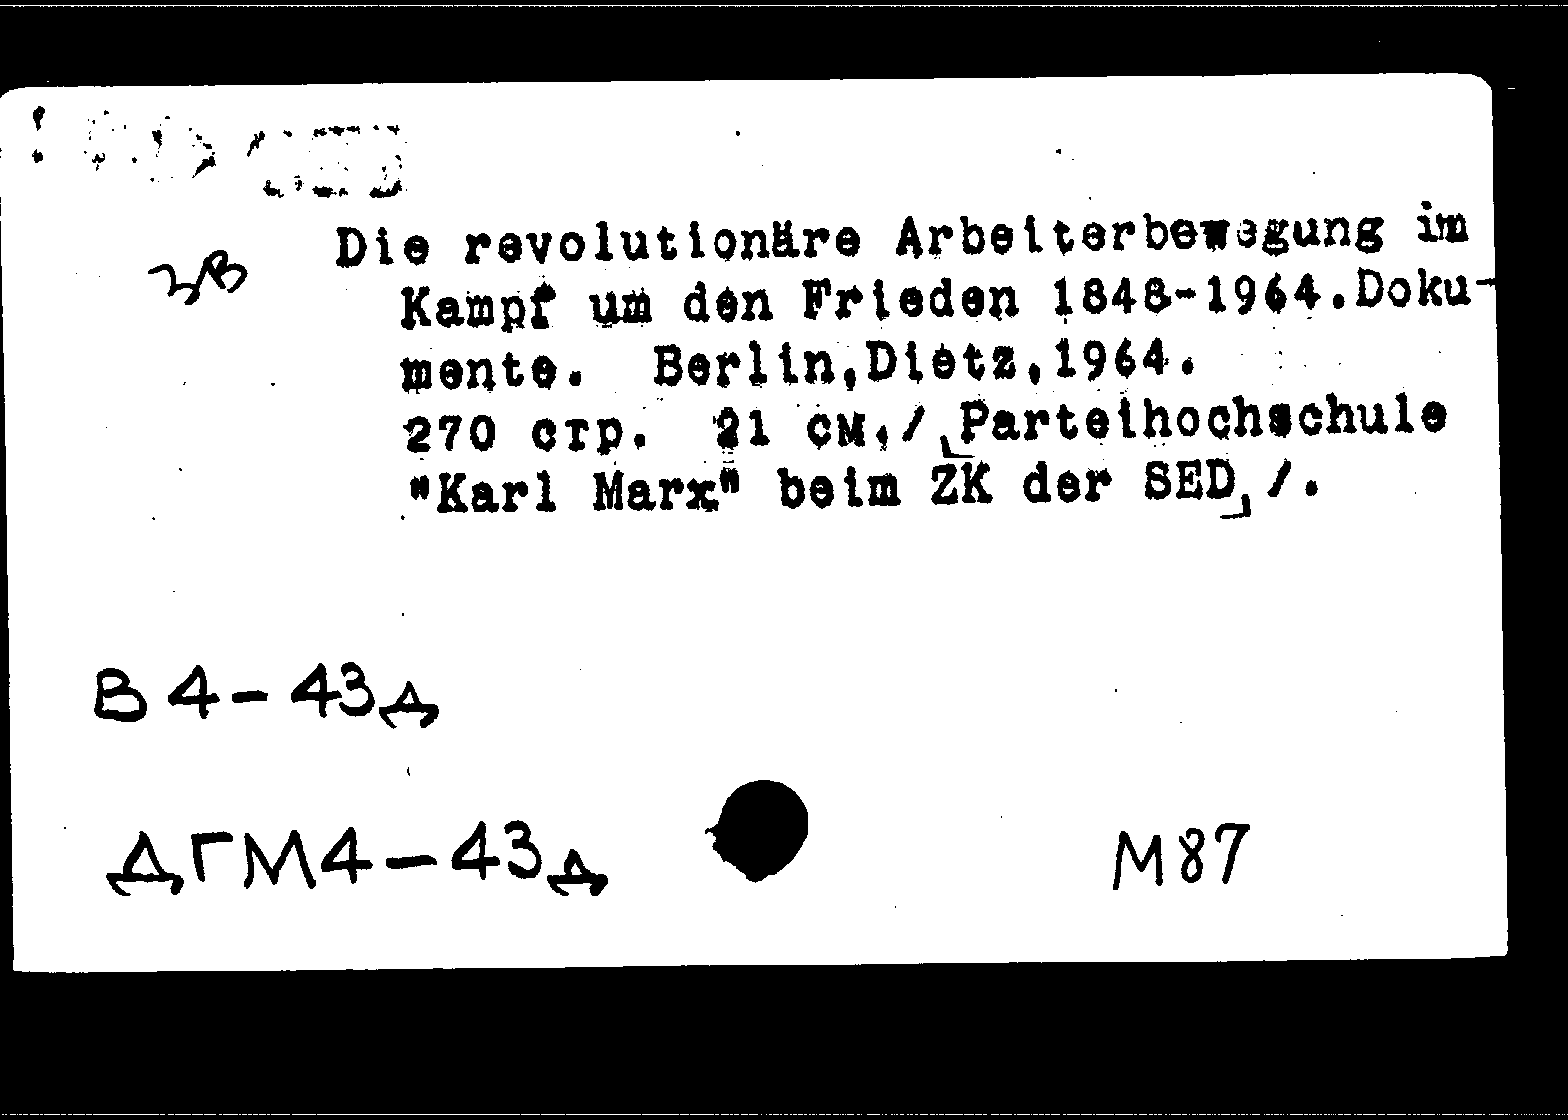 Die revolutionäre Arbeiterbewegung im
Kampf um den Frieden 1848-1964.Doku-
mente. Berlin,Dietz,1964.
270 стр. 21 см./[Parteihochschule
"Karl Marx" beim ZK der SED]/.
В4-43д
ДГМ4-43д
М87